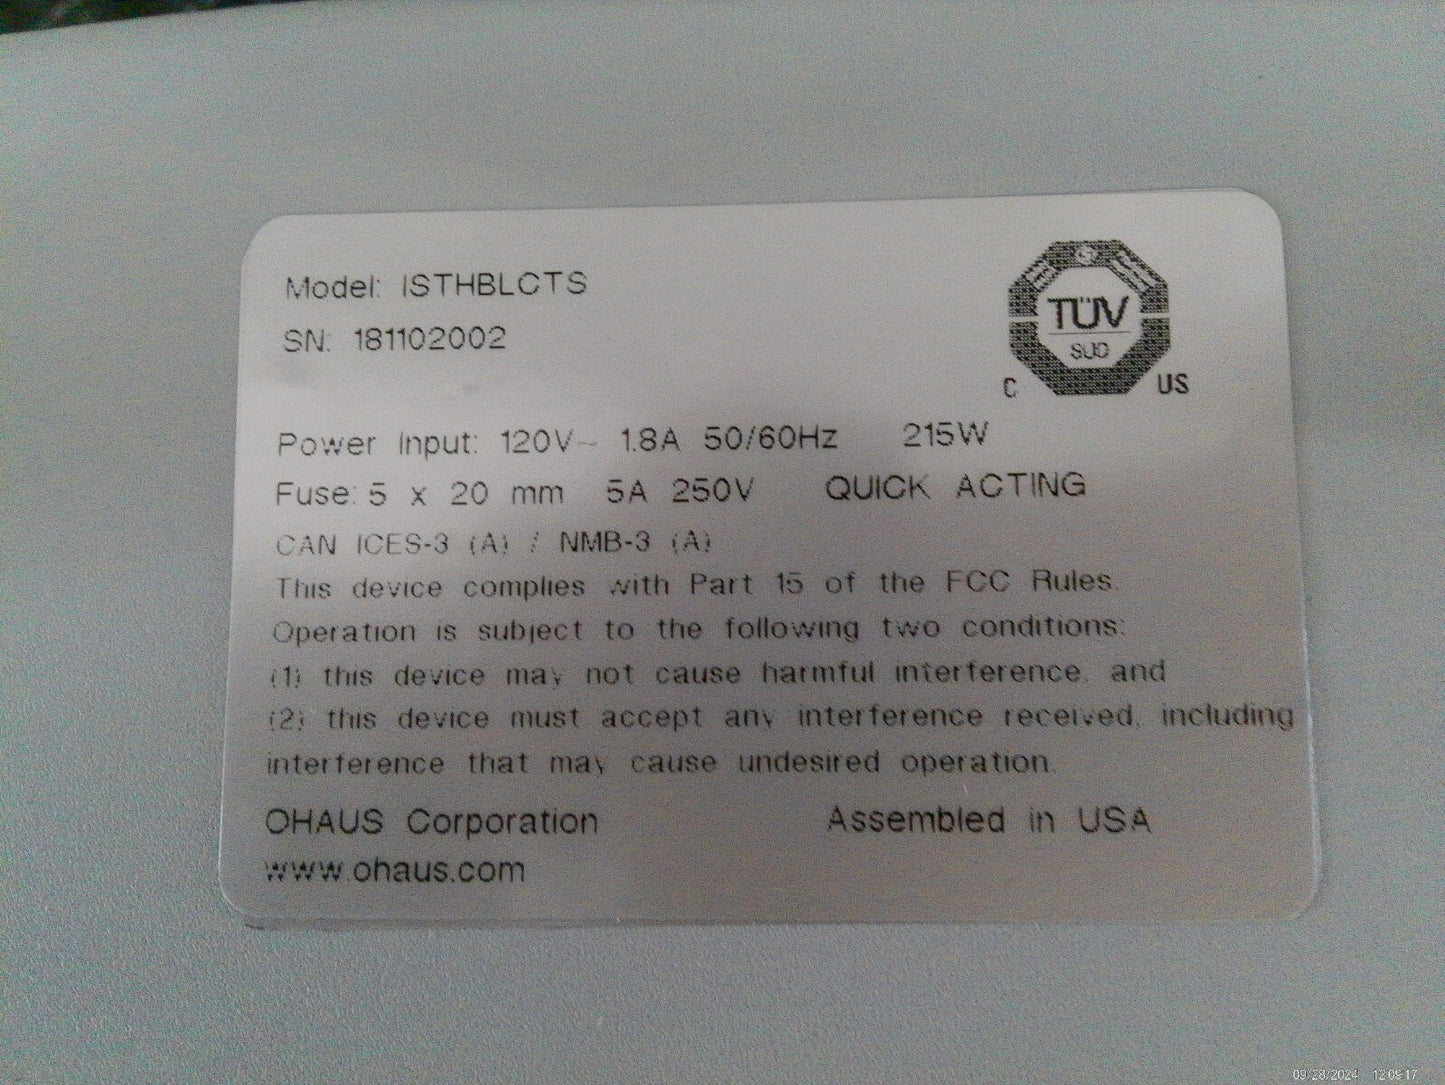 Model: ISTHBLCTS
SN: 181102002
TÜV
SUD
C US
Power Input: 120V~ 1.8A 50/60Hz 215W
Fuse: 5 x 20 mm 5A 250V QUICK ACTING
CAN ICES-3 (A) / NMB-3 (A)
This device complies with Part 15 of the FCC Rules.
Operation is subject to the following two conditions:
(1) this device may not cause harmful interference, and
(2) this device must accept any interference received, including
interference that may cause undesired operation.
OHAUS Corporation Assembled in USA
www.ohaus.com
09/28/2024 12:09:17